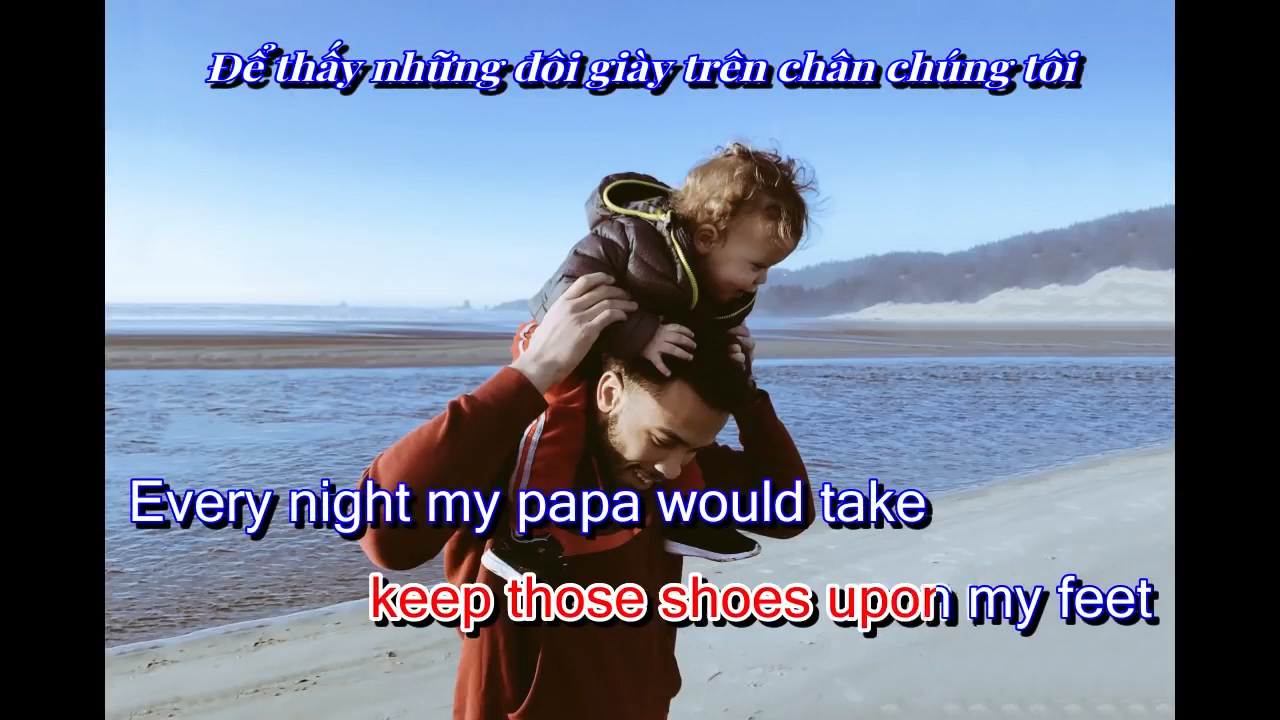 Để thấy những đôi giày trên chân chúng tôi
Every night my papa would take
keep those shoes upon my feet